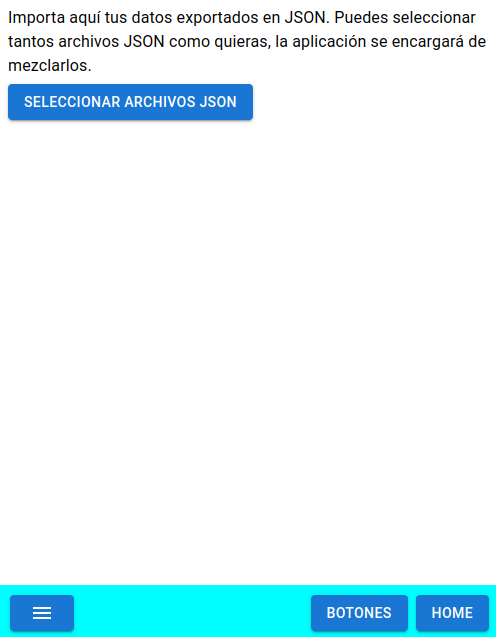 Importa aquí tus datos exportados en JSON. Puedes seleccionar
tantos archivos JSON como quieras, la aplicación se encargará de
mezclarlos.
SELECCIONAR ARCHIVOS JSON
BOTONES HOME